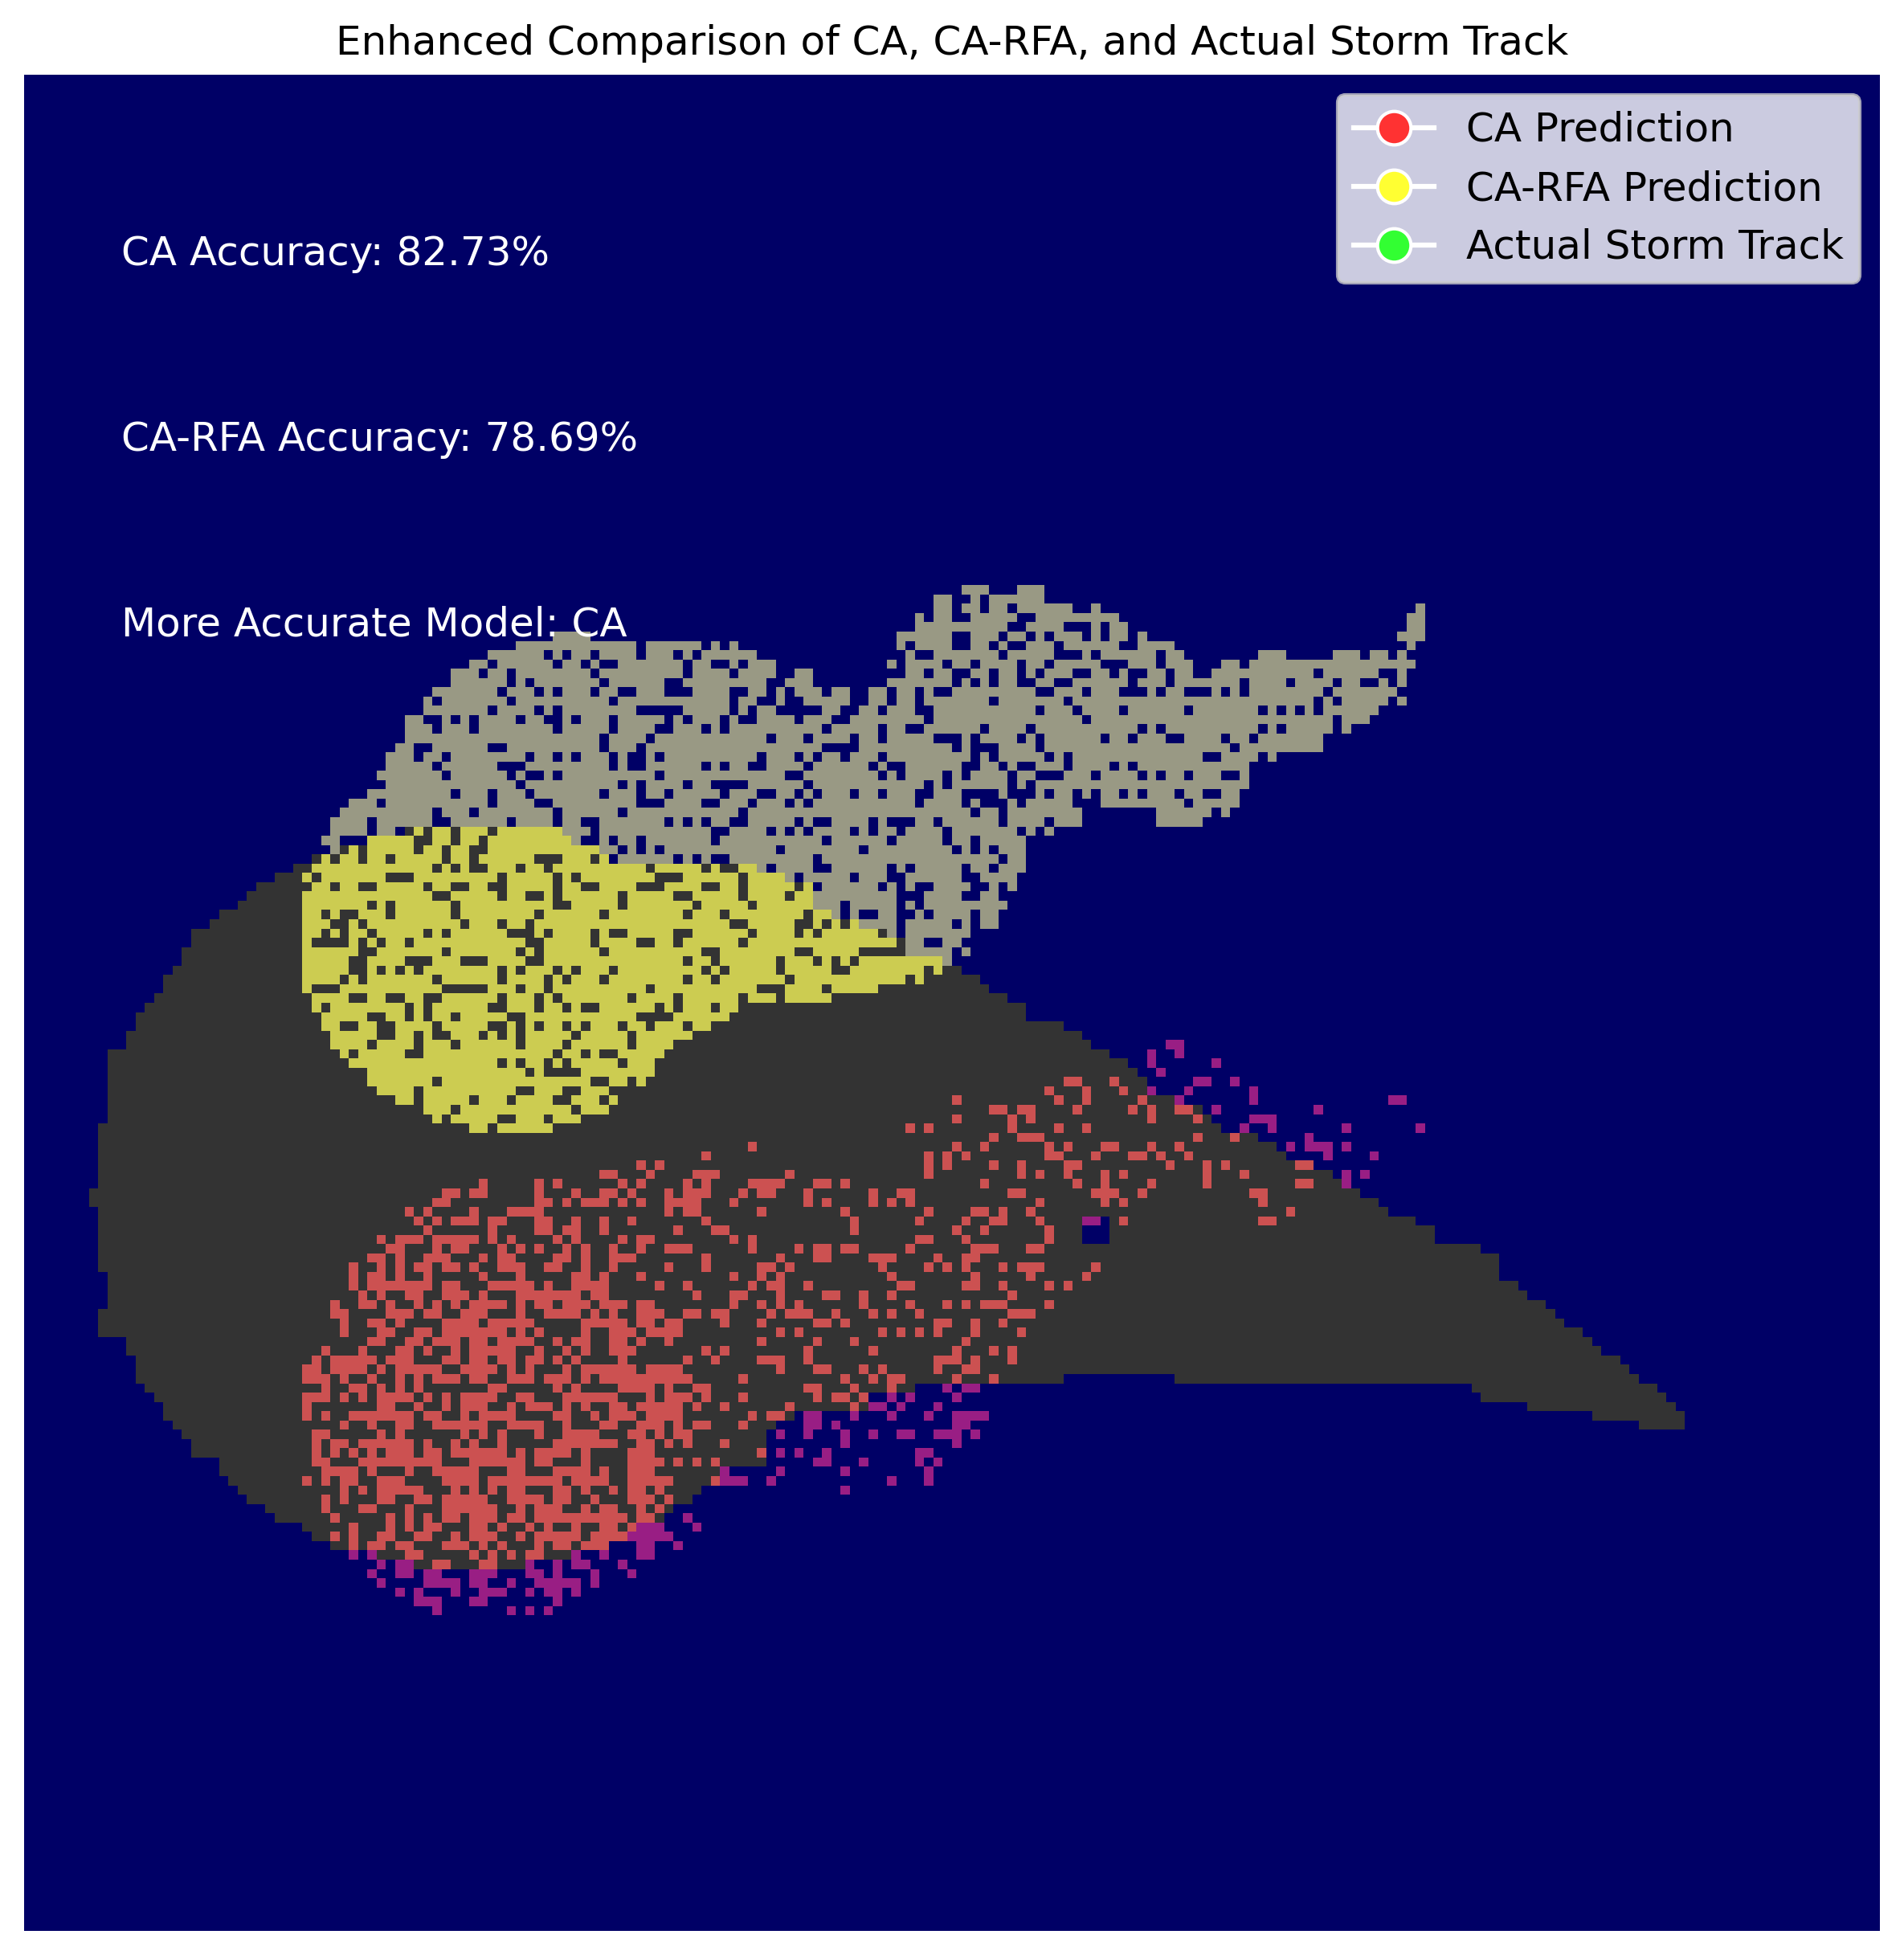 Enhanced Comparison of CA, CA-RFA, and Actual Storm Track
CA Prediction
CA-RFA Prediction
Actual Storm Track
CA Accuracy: 82.73%
CA-RFA Accuracy: 78.69%
More Accurate Model: CA